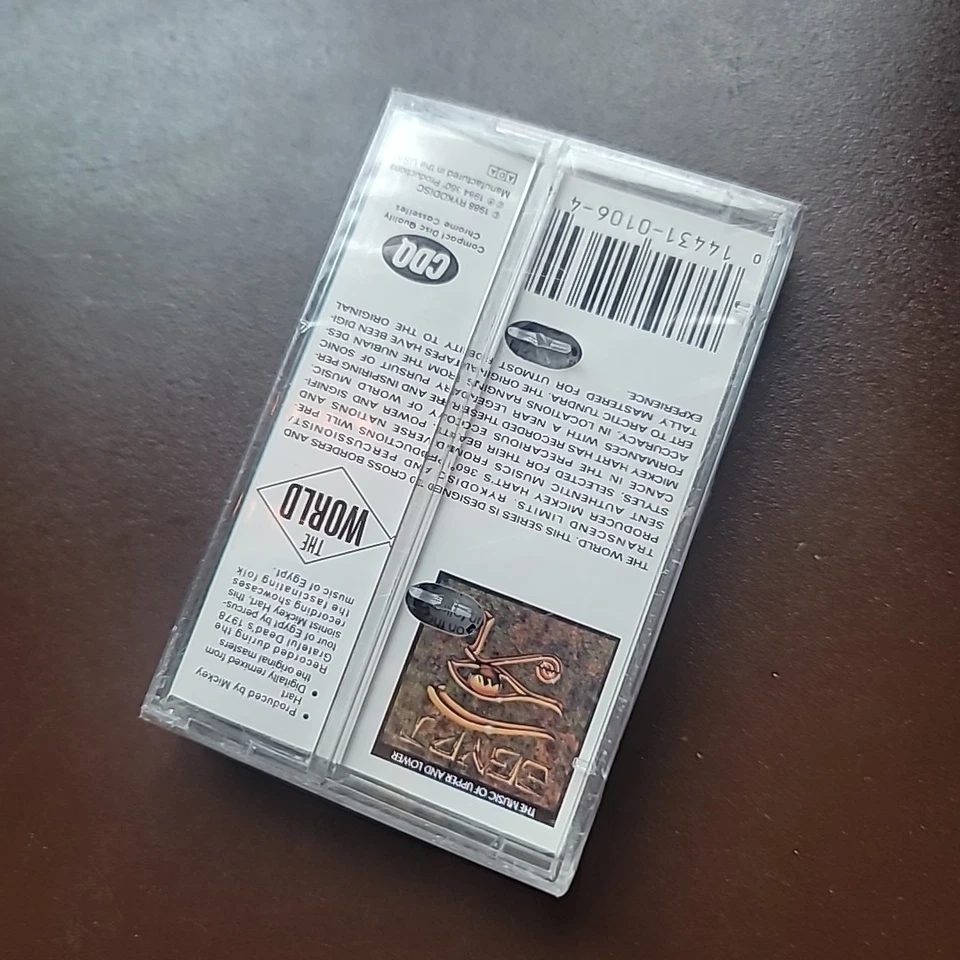 THE MUSIC OF UPPER AND LOWER
EGYPT
THE WORLD. THIS SERIES IS DESIGNED TO CROSS BORDERS AND
TRANSCEND LIMITS. RYKODISC AND PERCUSSIONIST/
PRODUCER AUTHOR MICKEY HART'S 360° PRODUCTIONS WILL PRE-
SENT AUTHENTIC MUSICS FROM DIVERSE NATIONS AND
STYLES, SELECTED FOR THEIR BEAUTY, POWER AND SIGNIFI-
CANCE. IN THE PRECARIOUS ECOLOGY OF WORLD MUSIC,
MICKEY HART HAS RECORDED THESE RARE AND INSPIRING PER-
FORMANCES WITH A NEAR LEGENDARY PURSUIT OF SONIC
ACCURACY, IN LOCATIONS RANGING FROM THE NUBIAN DES-
ERT TO ARCTIC TUNDRA. THE ORIGINAL TAPES HAVE BEEN DIGI-
TALLY MASTERED FOR UTMOST FIDELITY TO THE ORIGINAL
EXPERIENCE.
0 14431-0106-4
• Produced by Mickey
Hart
• Digitally remixed from
the original masters
Recorded during the
Grateful Dead's 1978
tour of Egypt by percus-
sionist Mickey Hart, this
recording showcases
the fascinating folk
music of Egypt.
THE
WORLD
CDQ
Compact Disc Quality
Chrome Cassettes
© 1988 RYKODISC
℗ 1984 360° Productions
Manufactured in the USA
ADA